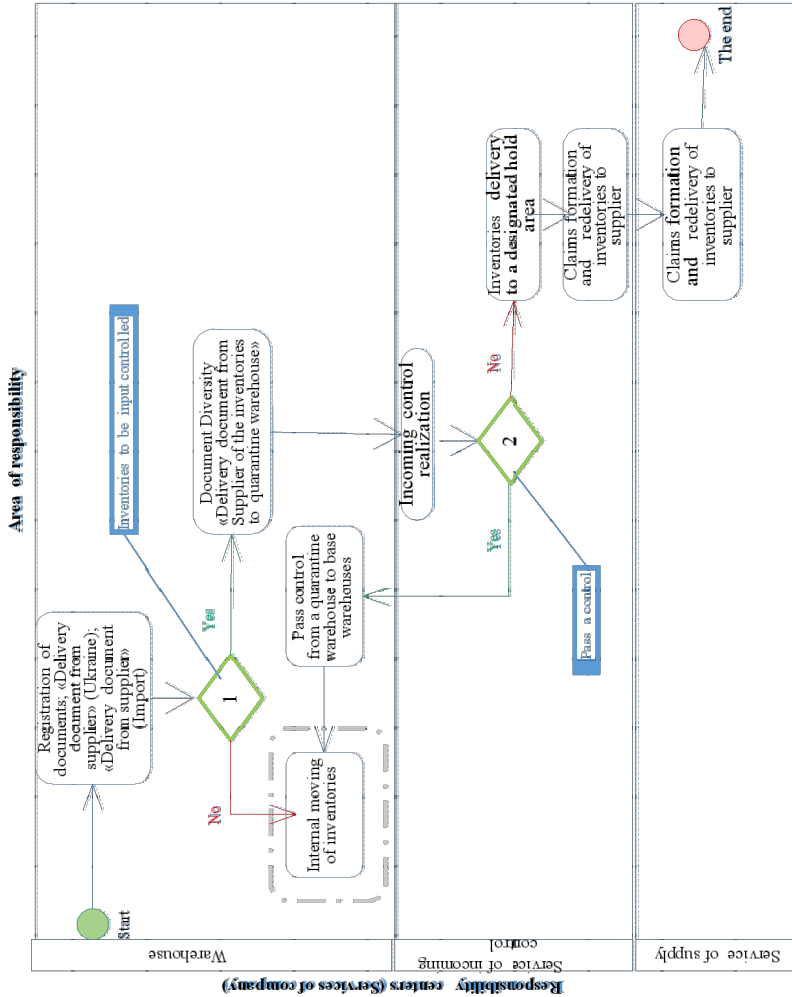 Area of responsibility
Responsibility centers (Services of company)
Warehouse
Start
Registration of
documents; «Delivery
document from
supplier» (Ukraine);
«Delivery document
from supplier»
(Import)
1
Inventories to be input controlled
Yes
No
Document Diversity
«Delivery document from
Supplier of the inventories
to quarantine warehouse»
Internal moving
of inventories
Pass control
from a quarantine
warehouse to base
warehouses
Service of incoming
control
Incoming control
realization
2
Pass a control
Yes
No
Inventories delivery
to a designated hold
area
Claims formation
and redelivery of
inventories to
supplier
Service of supply
Claims formation
and redelivery of
inventories to
supplier
The end